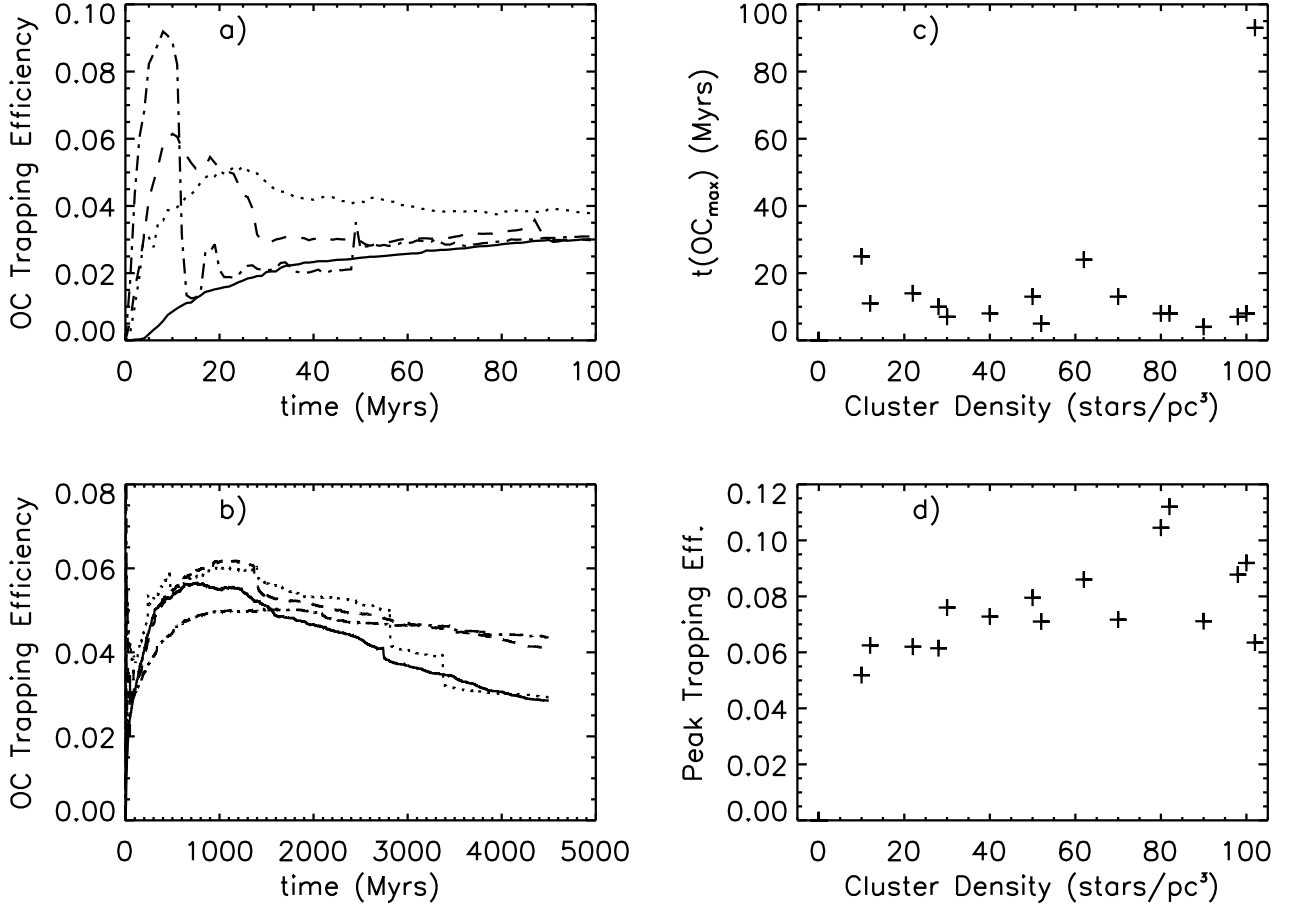 a)
OC Trapping Efficiency
0.10
0.08
0.06
0.04
0.02
0.00
0 20 40 60 80 100
time (Myrs)
c)
t(OCmax) (Myrs)
100
80
60
40
20
0
0 20 40 60 80 100
Cluster Density (stars/pc³)
b)
OC Trapping Efficiency
0.08
0.06
0.04
0.02
0.00
0 1000 2000 3000 4000 5000
time (Myrs)
d)
Peak Trapping Eff.
0.12
0.10
0.08
0.06
0.04
0.02
0.00
0 20 40 60 80 100
Cluster Density (stars/pc³)